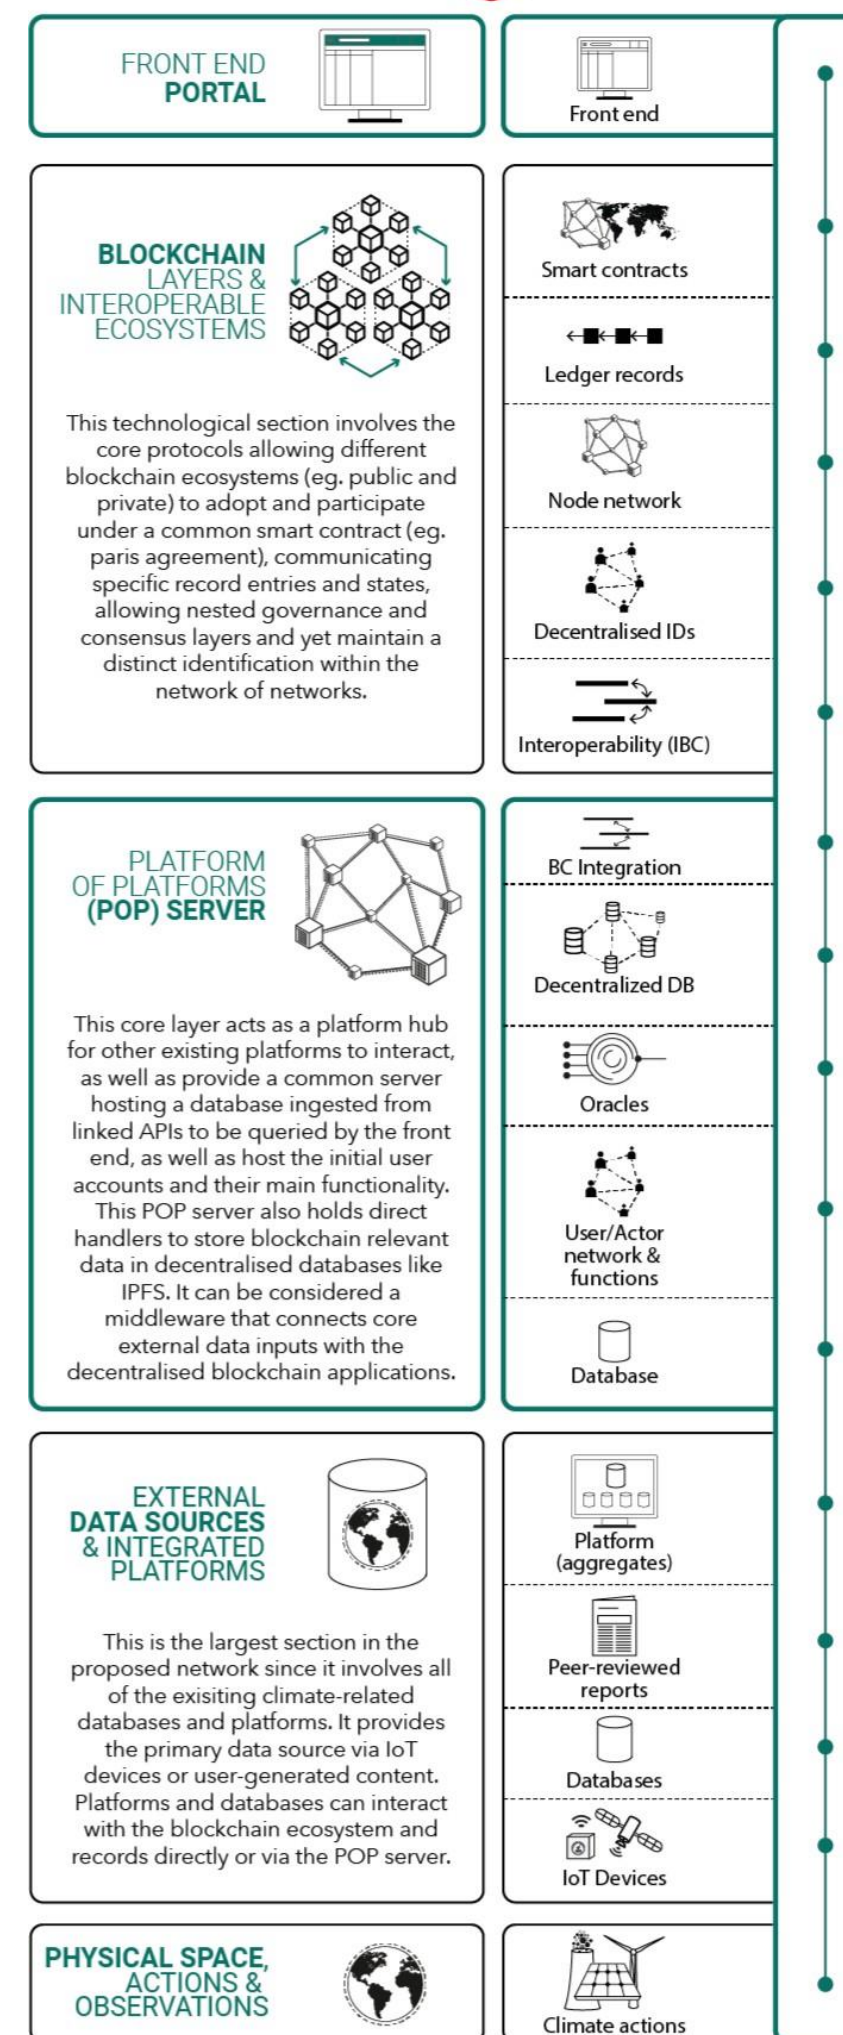 FRONT END
PORTAL
Front end
BLOCKCHAIN
LAYERS &
INTEROPERABLE
ECOSYSTEMS
This technological section involves the
core protocols allowing different
blockchain ecosystems (eg. public and
private) to adopt and participate
under a common smart contract (eg.
paris agreement), communicating
specific record entries and states,
allowing nested governance and
consensus layers and yet maintain a
distinct identification within the
network of networks.
Smart contracts
Ledger records
Node network
Decentralised IDs
Interoperability (IBC)
PLATFORM
OF PLATFORMS
(POP) SERVER
This core layer acts as a platform hub
for other existing platforms to interact,
as well as provide a common server
hosting a database ingested from
linked APIs to be queried by the front
end, as well as host the initial user
accounts and their main functionality.
This POP server also holds direct
handlers to store blockchain relevant
data in decentralised databases like
IPFS. It can be considered a
middleware that connects core
external data inputs with the
decentralised blockchain applications.
BC Integration
Decentralized DB
Oracles
User/Actor
network &
functions
Database
EXTERNAL
DATA SOURCES
& INTEGRATED
PLATFORMS
This is the largest section in the
proposed network since it involves all
of the exisiting climate-related
databases and platforms. It provides
the primary data source via IoT
devices or user-generated content.
Platforms and databases can interact
with the blockchain ecosystem and
records directly or via the POP server.
Platform
(aggregates)
Peer-reviewed
reports
Databases
IoT Devices
PHYSICAL SPACE,
ACTIONS &
OBSERVATIONS
Climate actions